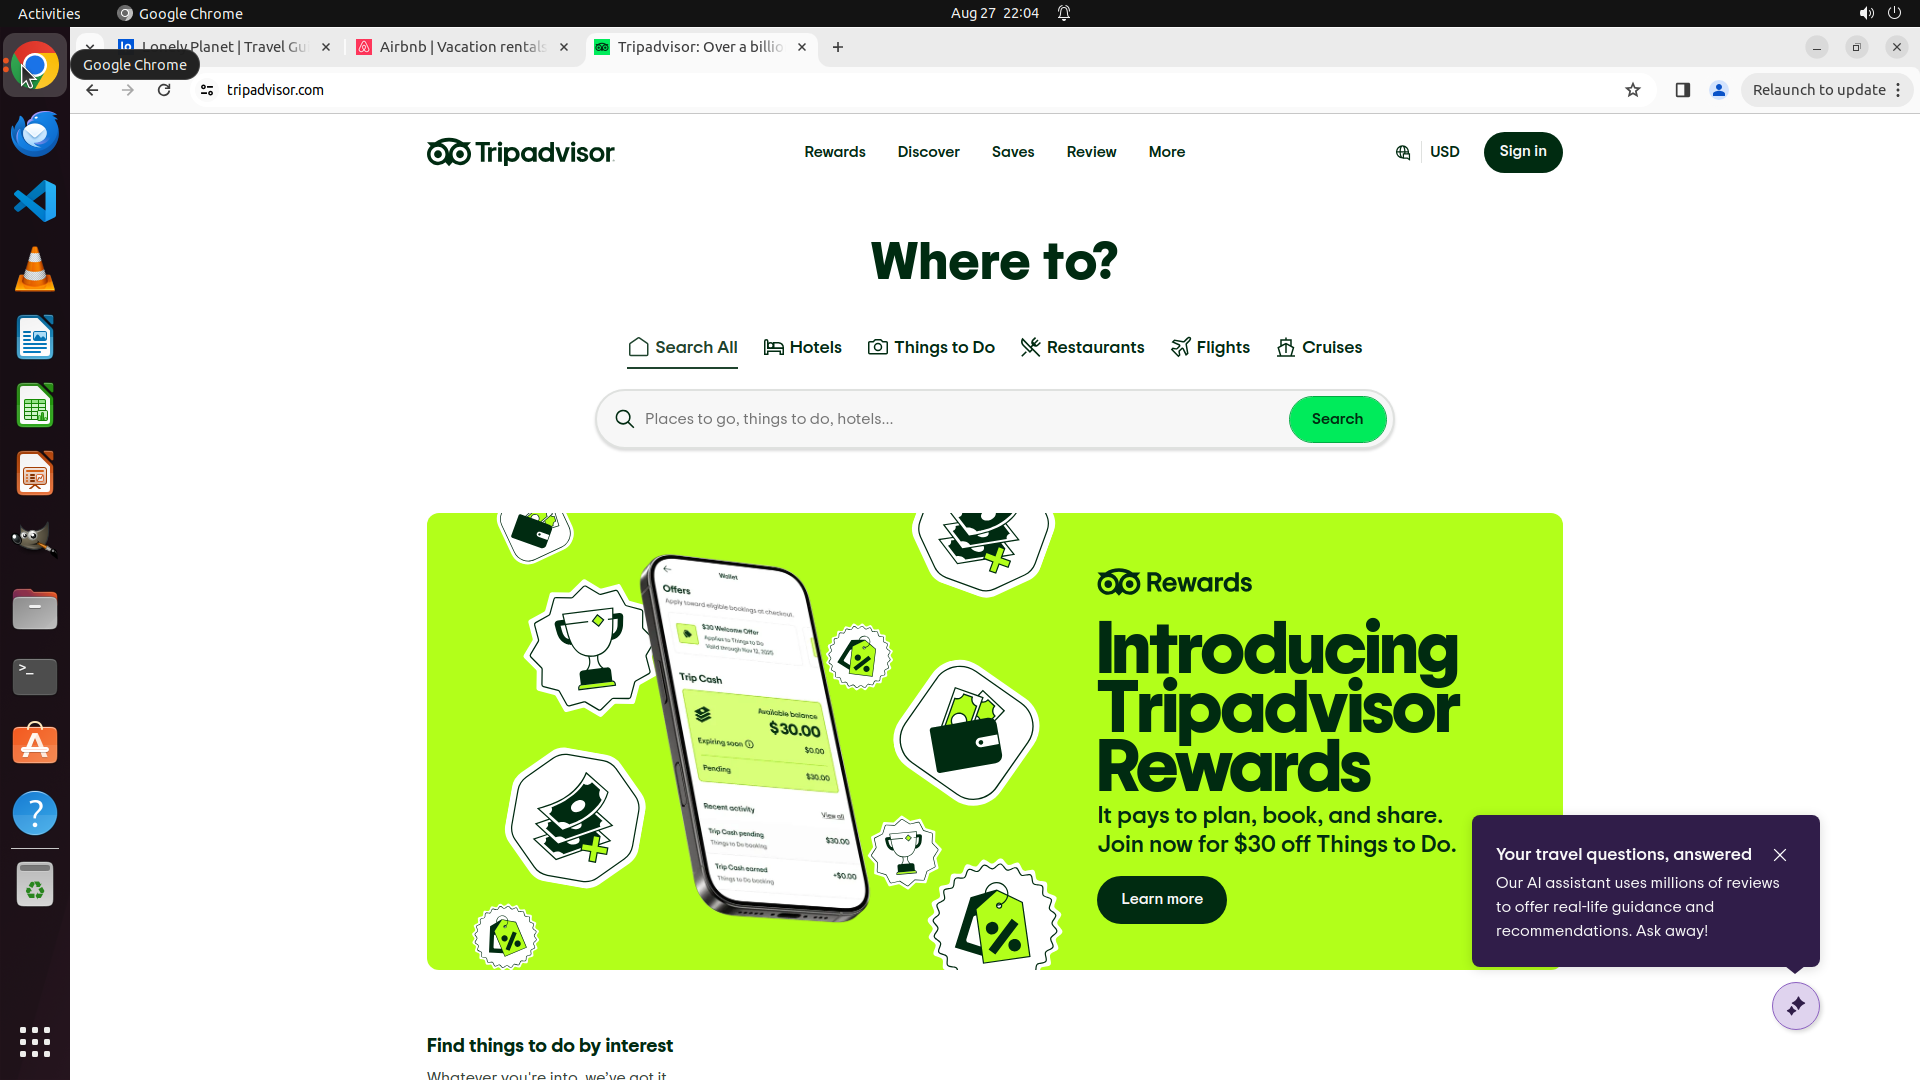 Activities
Google Chrome
Aug 27 22:04
Lonely Planet | Travel Gu
Airbnb | Vacation rentals
Tripadvisor: Over a billio
Google Chrome
tripadvisor.com
Relaunch to update
Tripadvisor
Rewards
Discover
Saves
Review
More
USD
Sign in
Where to?
Search All
Hotels
Things to Do
Restaurants
Flights
Cruises
Places to go, things to do, hotels...
Search
Wallet
Offers
Apply toward eligible bookings at checkout.
$30 Welcome Offer
Applies to Things to Do
Valid through Nov 13, 2025
Trip Cash
Available balance
$30.00
Expiring soon
$0.00
Pending
$30.00
Recent activity
View all
Trip Cash pending
$30.00
Things to Do booking
Trip Cash earned
+$0.00
Things to Do booking
Rewards
Introducing
Tripadvisor
Rewards
It pays to plan, book, and share.
Join now for $30 off Things to Do.
Learn more
Your travel questions, answered
Our AI assistant uses millions of reviews
to offer real-life guidance and
recommendations. Ask away!
Find things to do by interest
Whatever you're into, we've got it